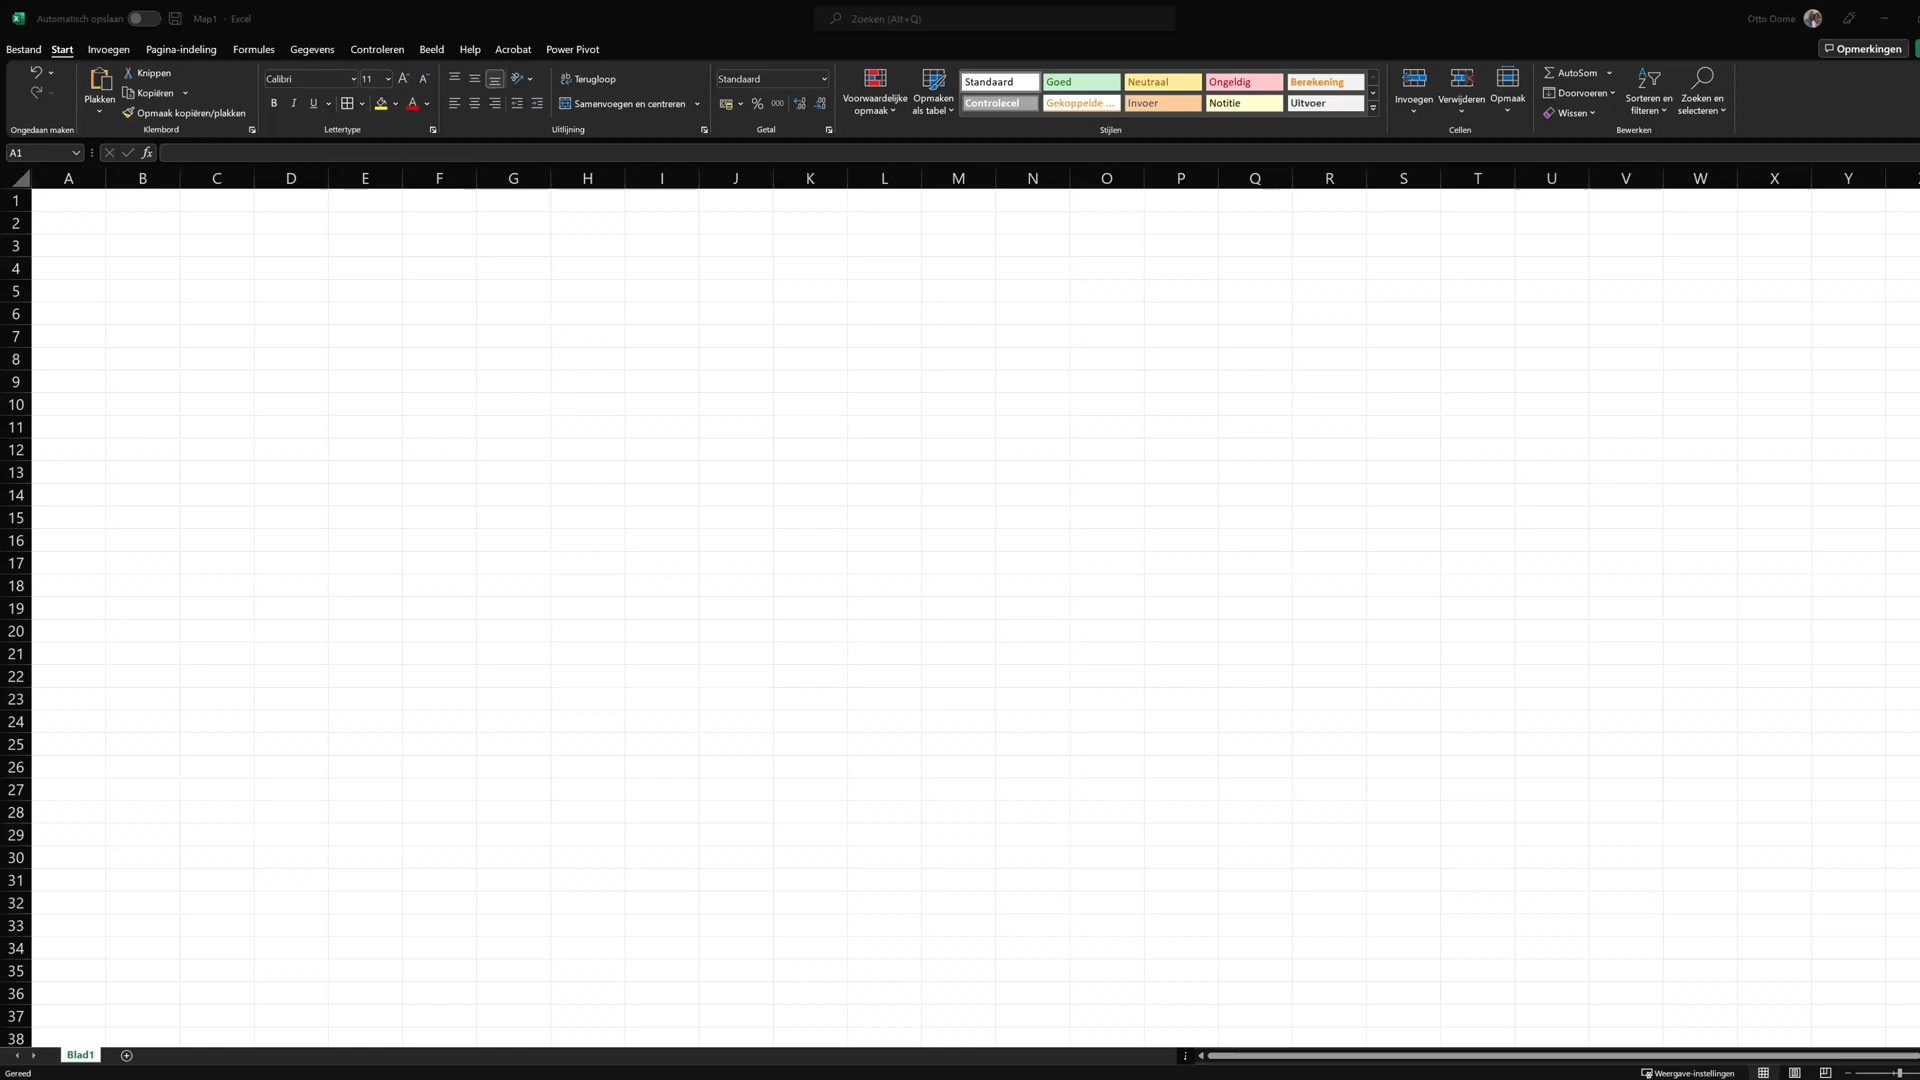 Automatisch opslaan Map1 - Excel Zoeken (Alt+Q) Otto Oome
Bestand Start Invoegen Pagina-indeling Formules Gegevens Controleren Beeld Help Acrobat Power Pivot Opmerkingen
Plakken
Knippen
Kopiëren
Opmaak kopiëren/plakken
Calibri 11
B I U
Terugloop
Samenvoegen en centreren
Standaard
% 000
Voorwaardelijke opmaak
Opmaken als tabel
Standaard Goed Neutraal Ongeldig Berekening
Controlecel Gekoppelde ... Invoer Notitie Uitvoer
Invoegen Verwijderen Opmaak
AutoSom
Doorvoeren
Wissen
Sorteren en filteren
Zoeken en selecteren
Ongedaan maken Klembord Lettertype Uitlijning Getal Stijlen Cellen Bewerken
A1 fx
A B C D E F G H I J K L M N O P Q R S T U V W X Y
1
2
3
4
5
6
7
8
9
10
11
12
13
14
15
16
17
18
19
20
21
22
23
24
25
26
27
28
29
30
31
32
33
34
35
36
37
38
Blad1
Gereed Weergave-instellingen